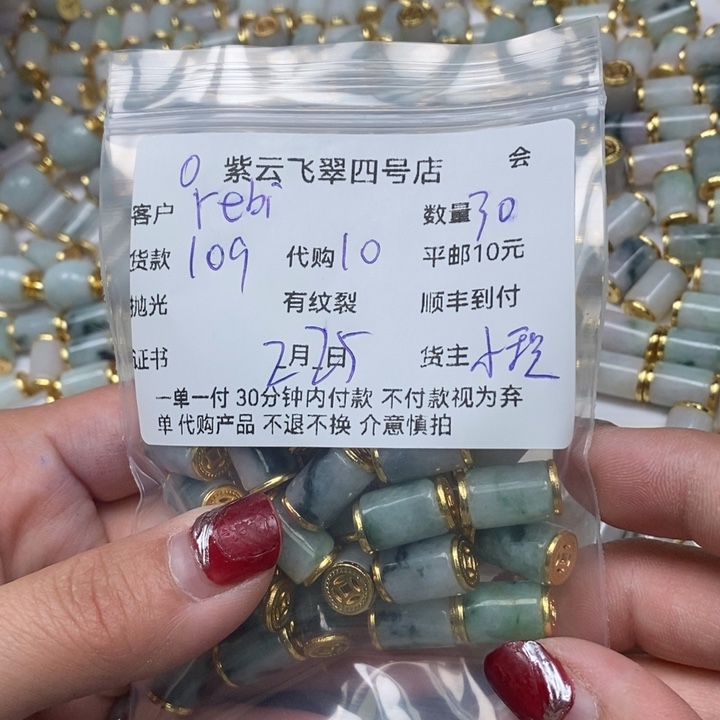 紫云飞翠四号店 会
客户 Orebi 数量 30
货款 109 代购 10 平邮10元
抛光 有纹裂 顺丰到付
证书 2月25日 货主 小程
一单一付 30分钟内付款 不付款视为弃
单 代购产品 不退不换 介意慎拍